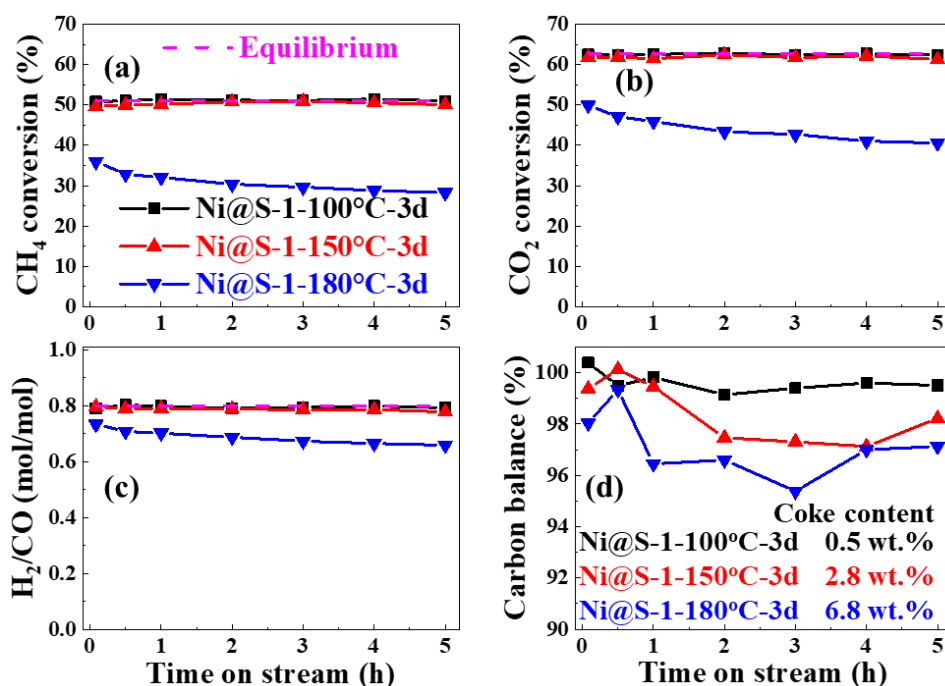 70
60
50
40
30
20
10
0
CH₄ conversion (%)
(a)
Equilibrium
Ni@S-1-100°C-3d
Ni@S-1-150°C-3d
Ni@S-1-180°C-3d
0 1 2 3 4 5
70
60
50
40
30
20
10
0
CO₂ conversion (%)
(b)
0 1 2 3 4 5
1.0
0.8
0.6
0.4
0.2
0.0
H₂/CO (mol/mol)
(c)
0 1 2 3 4 5
Time on stream (h)
100
98
96
94
92
90
Carbon balance (%)
(d)
Coke content
Ni@S-1-100°C-3d 0.5 wt.%
Ni@S-1-150°C-3d 2.8 wt.%
Ni@S-1-180°C-3d 6.8 wt.%
0 1 2 3 4 5
Time on stream (h)